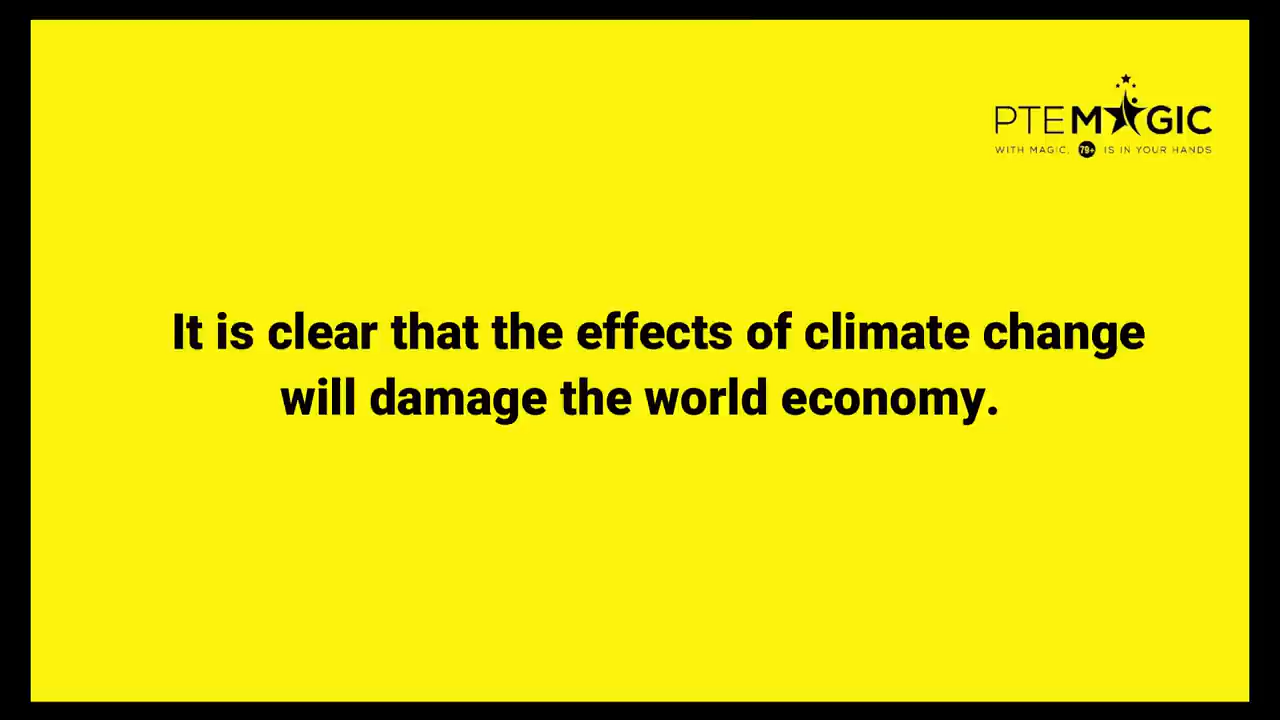 PTEMAGIC
WITH MAGIC, 79+ IS IN YOUR HANDS
It is clear that the effects of climate change
will damage the world economy.